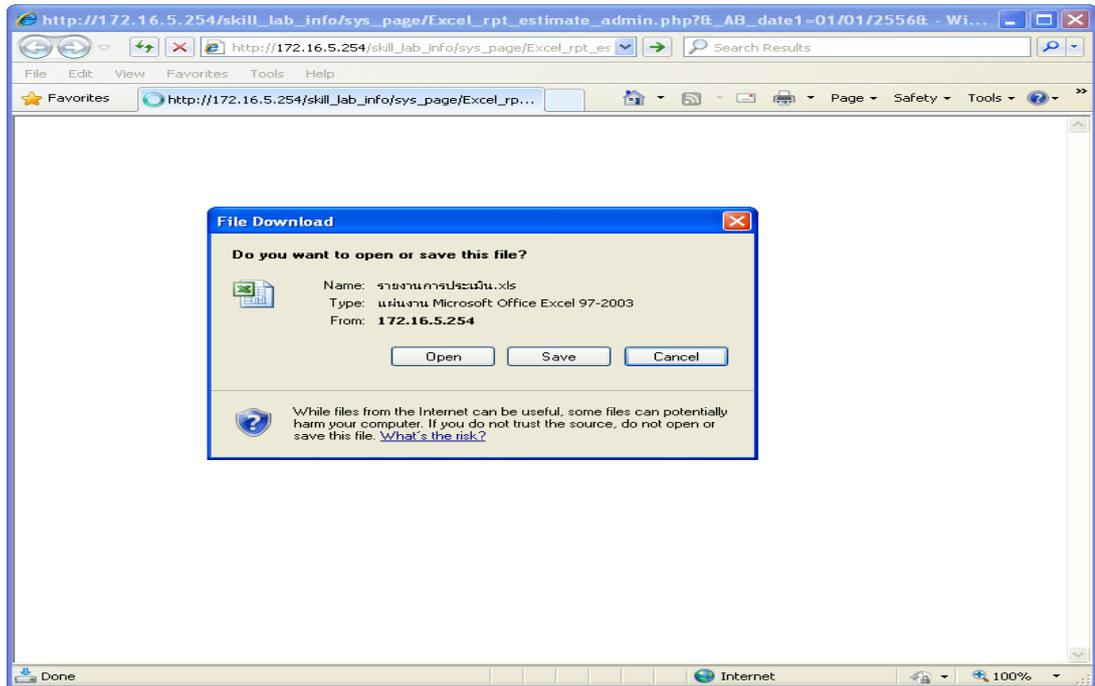 http://172.16.5.254/skill_lab_info/sys_page/Excel_rpt_estimate_admin.php?&_AB_date1=01/01/2556& - Wi...
http://172.16.5.254/skill_lab_info/sys_page/Excel_rpt_es
Search Results
File Edit View Favorites Tools Help
Favorites http://172.16.5.254/skill_lab_info/sys_page/Excel_rp... Page Safety Tools »
File Download
Do you want to open or save this file?
Name: รายงานการประเมิน.xls
Type: แผ่นงาน Microsoft Office Excel 97-2003
From: 172.16.5.254
Open Save Cancel
While files from the Internet can be useful, some files can potentially
harm your computer. If you do not trust the source, do not open or
save this file. What's the risk?
Done Internet 100%